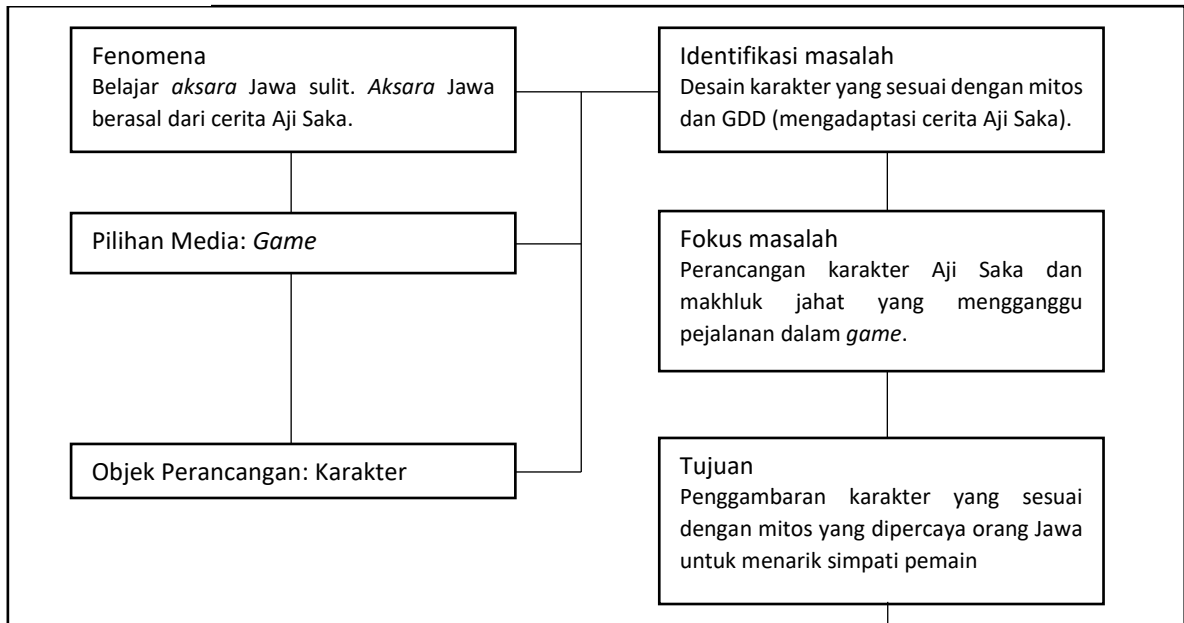 Fenomena
Belajar aksara Jawa sulit. Aksara Jawa
berasal dari cerita Aji Saka.
Pilihan Media: Game
Objek Perancangan: Karakter
Identifikasi masalah
Desain karakter yang sesuai dengan mitos
dan GDD (mengadaptasi cerita Aji Saka).
Fokus masalah
Perancangan karakter Aji Saka dan
makhluk jahat yang mengganggu
pejalanan dalam game.
Tujuan
Penggambaran karakter yang sesuai
dengan mitos yang dipercaya orang Jawa
untuk menarik simpati pemain